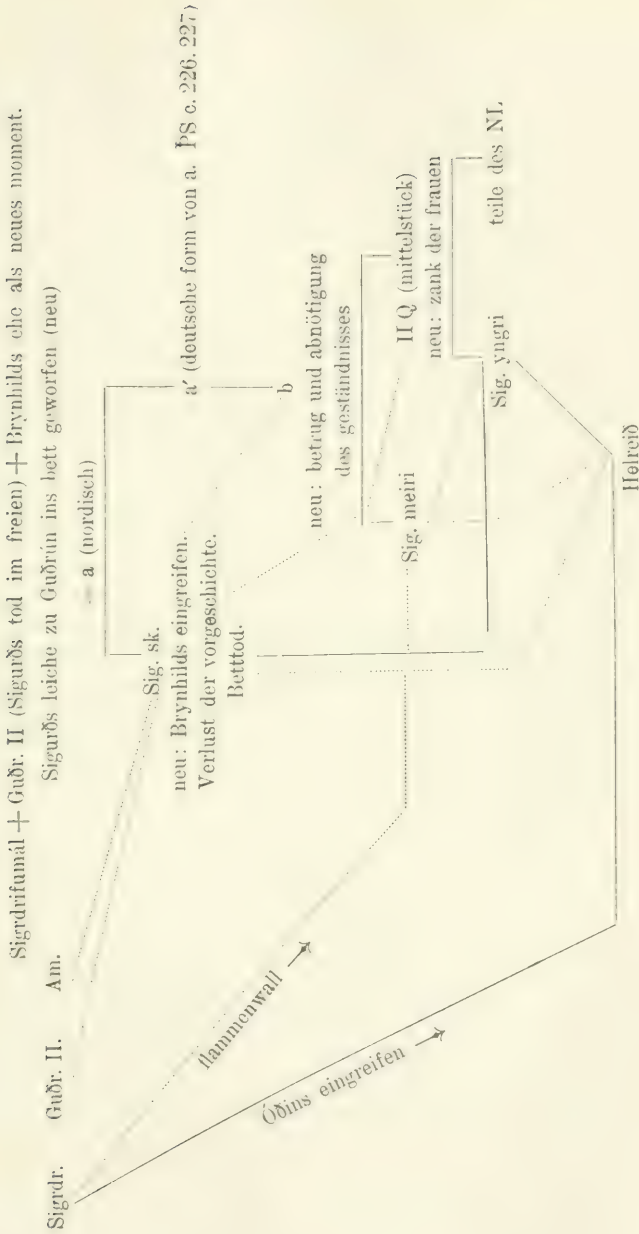 Sigrdrifumál + Guðr. II (Sigurðs tod im freien) + Brynhilds ehe als neues moment.
Sigurðs leiche zu Guðrún ins bett geworfen (neu)
= a (nordisch)
Sigrdr. Guðr. II. Am.
Sig. sk.
neu: Brynhilds eingreifen.
Verlust der vorgeschichte.
Betttod.
a′ (deutsche form von a. ÞS c. 226. 227)
b
neu: betrug und abnötigung
des geständnisses
flammenwall
Sig. meiri
II Q (mittelstück)
neu: zank der frauen
Óðins eingreifen
Sig. yngri
teile des NL
Helreið